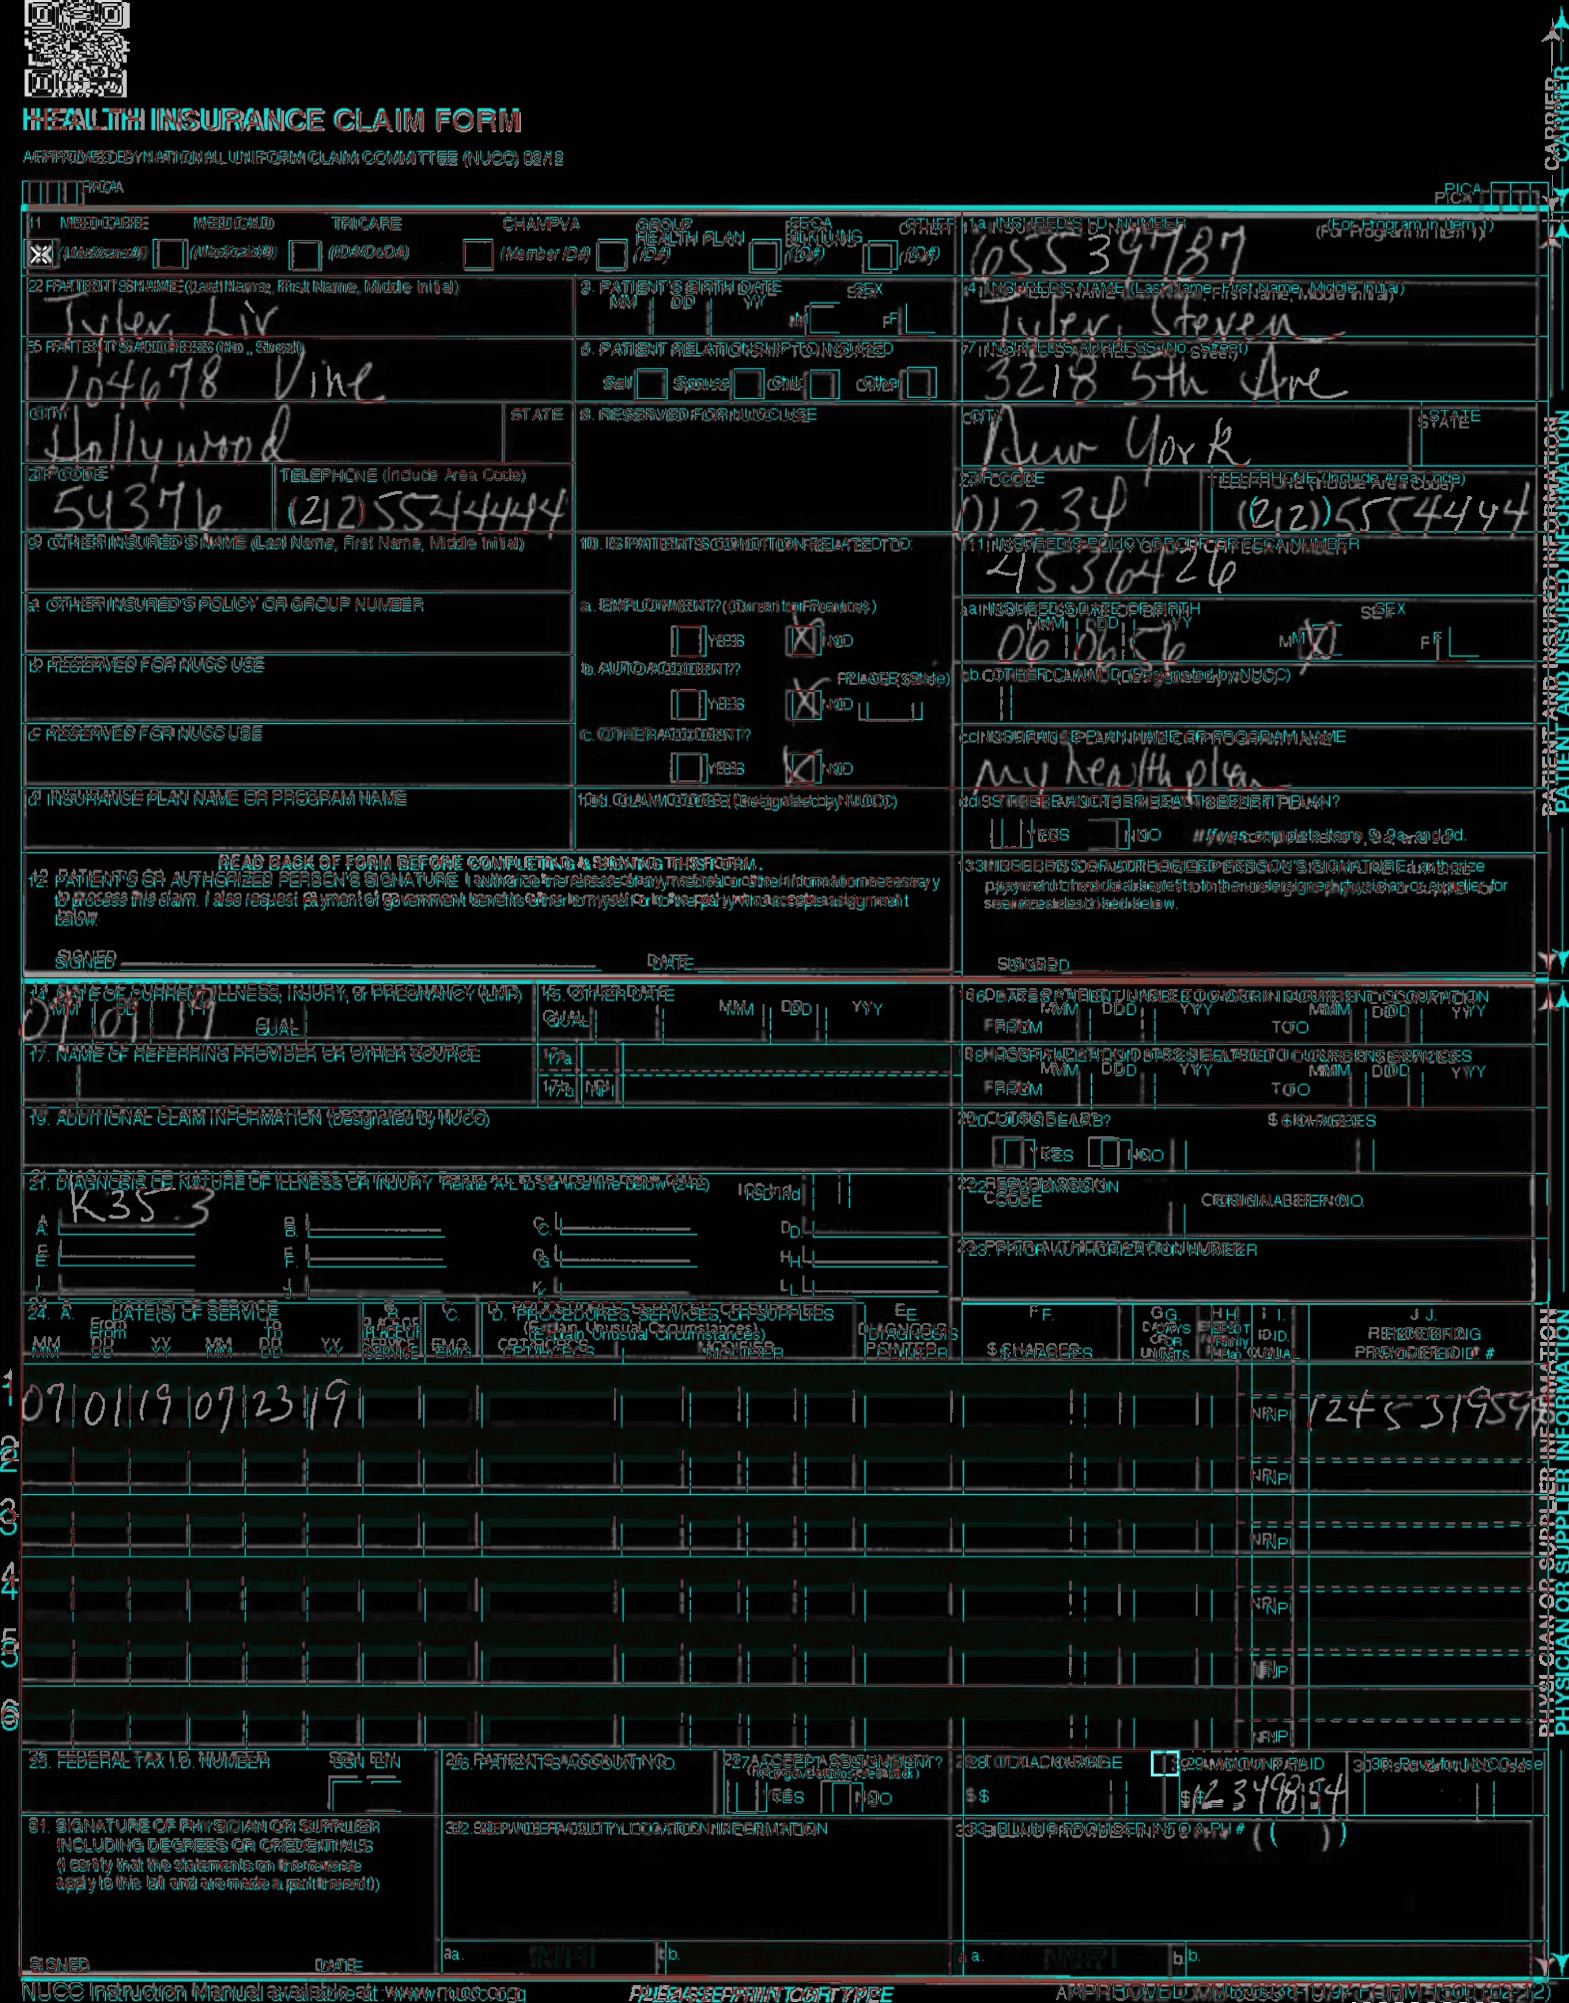 HEALTH INSURANCE CLAIM FORM
APPROVED BY NATIONAL UNIFORM CLAIM COMMITTEE (NUCC) 02/12
PICA PICA
CARRIER
1. MEDICARE MEDICAID TRICARE CHAMPVA GROUP HEALTH PLAN FECA BLK LUNG OTHER
(Medicare#) (Medicaid#) (ID#/DoD#) (Member ID#) (ID#) (ID#) (ID#)
1a. INSURED'S I.D. NUMBER (For Program in Item 1)
65539787
2. PATIENT'S NAME (Last Name, First Name, Middle Initial)
Tyler, Liv
3. PATIENT'S BIRTH DATE SEX
MM DD YY M F
4. INSURED'S NAME (Last Name, First Name, Middle Initial)
Tyler, Steven
5. PATIENT'S ADDRESS (No., Street)
104678 Vine
6. PATIENT RELATIONSHIP TO INSURED
Self Spouse Child Other
7. INSURED'S ADDRESS (No., Street)
3218 5th Ave
CITY STATE
Hollywood
8. RESERVED FOR NUCC USE
CITY STATE
New York
ZIP CODE TELEPHONE (Include Area Code)
54376 (212) 5544444
ZIP CODE TELEPHONE (Include Area Code)
01234 (212) 5554444
9. OTHER INSURED'S NAME (Last Name, First Name, Middle Initial)
10. IS PATIENT'S CONDITION RELATED TO:
11. INSURED'S POLICY GROUP OR FECA NUMBER
4536426
a. OTHER INSURED'S POLICY OR GROUP NUMBER
a. EMPLOYMENT? (Current or Previous)
YES NO
a. INSURED'S DATE OF BIRTH SEX
MM DD YY
06 06 56 M F
b. RESERVED FOR NUCC USE
b. AUTO ACCIDENT? PLACE (State)
YES NO
b. OTHER CLAIM ID (Designated by NUCC)
c. RESERVED FOR NUCC USE
c. OTHER ACCIDENT?
YES NO
c. INSURANCE PLAN NAME OR PROGRAM NAME
my health plan
d. INSURANCE PLAN NAME OR PROGRAM NAME
10d. CLAIM CODES (Designated by NUCC)
d. IS THERE ANOTHER HEALTH BENEFIT PLAN?
YES NO If yes, complete items 9, 9a, and 9d.
READ BACK OF FORM BEFORE COMPLETING & SIGNING THIS FORM.
12. PATIENT'S OR AUTHORIZED PERSON'S SIGNATURE I authorize the release of any medical or other information necessary
to process this claim. I also request payment of government benefits either to myself or to the party who accepts assignment
below.
SIGNED DATE
13. INSURED'S OR AUTHORIZED PERSON'S SIGNATURE I authorize
payment of medical benefits to the undersigned physician or supplier for
services described below.
SIGNED
PATIENT AND INSURED INFORMATION
14. DATE OF CURRENT ILLNESS, INJURY, or PREGNANCY (LMP)
MM DD YY
07 01 19 QUAL.
15. OTHER DATE
QUAL. MM DD YY
16. DATES PATIENT UNABLE TO WORK IN CURRENT OCCUPATION
MM DD YY MM DD YY
FROM TO
17. NAME OF REFERRING PROVIDER OR OTHER SOURCE
17a.
17b. NPI
18. HOSPITALIZATION DATES RELATED TO CURRENT SERVICES
MM DD YY MM DD YY
FROM TO
19. ADDITIONAL CLAIM INFORMATION (Designated by NUCC)
20. OUTSIDE LAB? $ CHARGES
YES NO
21. DIAGNOSIS OR NATURE OF ILLNESS OR INJURY Relate A-L to service line below (24E) ICD Ind.
A. K35.3 B. C. D.
E. F. G. H.
I. J. K. L.
22. RESUBMISSION CODE ORIGINAL REF. NO.
23. PRIOR AUTHORIZATION NUMBER
24. A. DATE(S) OF SERVICE B. C. D. PROCEDURES, SERVICES, OR SUPPLIES E. F. G. H. I. J.
From To PLACE OF SERVICE (Explain Unusual Circumstances) DIAGNOSIS POINTER DAYS OR UNITS ID. QUAL. RENDERING PROVIDER ID. #
MM DD YY MM DD YY EMG CPT/HCPCS MODIFIER $ CHARGES
1 07 01 19 07 23 19 NPI 124531959
2 NPI
3 NPI
4 NPI
5 NPI
6 NPI
25. FEDERAL TAX I.D. NUMBER SSN EIN
26. PATIENT'S ACCOUNT NO.
27. ACCEPT ASSIGNMENT?
YES NO
28. TOTAL CHARGE
$
29. AMOUNT PAID
$ 123498 54
30. Rsvd for NUCC Use
31. SIGNATURE OF PHYSICIAN OR SUPPLIER
INCLUDING DEGREES OR CREDENTIALS
(I certify that the statements on the reverse
apply to this bill and are made a part thereof.)
SIGNED DATE
32. SERVICE FACILITY LOCATION INFORMATION
a. NPI b.
33. BILLING PROVIDER INFO & PH # ( )
a. NPI b.
PHYSICIAN OR SUPPLIER INFORMATION
NUCC Instruction Manual available at: www.nucc.org
PLEASE PRINT OR TYPE